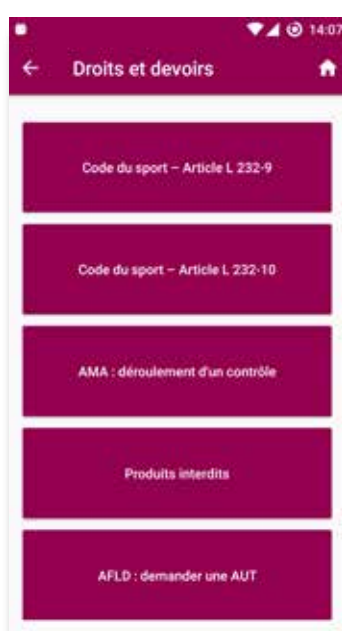 14:07
Droits et devoirs
Code du sport – Article L 232-9
Code du sport – Article L 232-10
AMA : déroulement d'un contrôle
Produits interdits
AFLD : demander une AUT